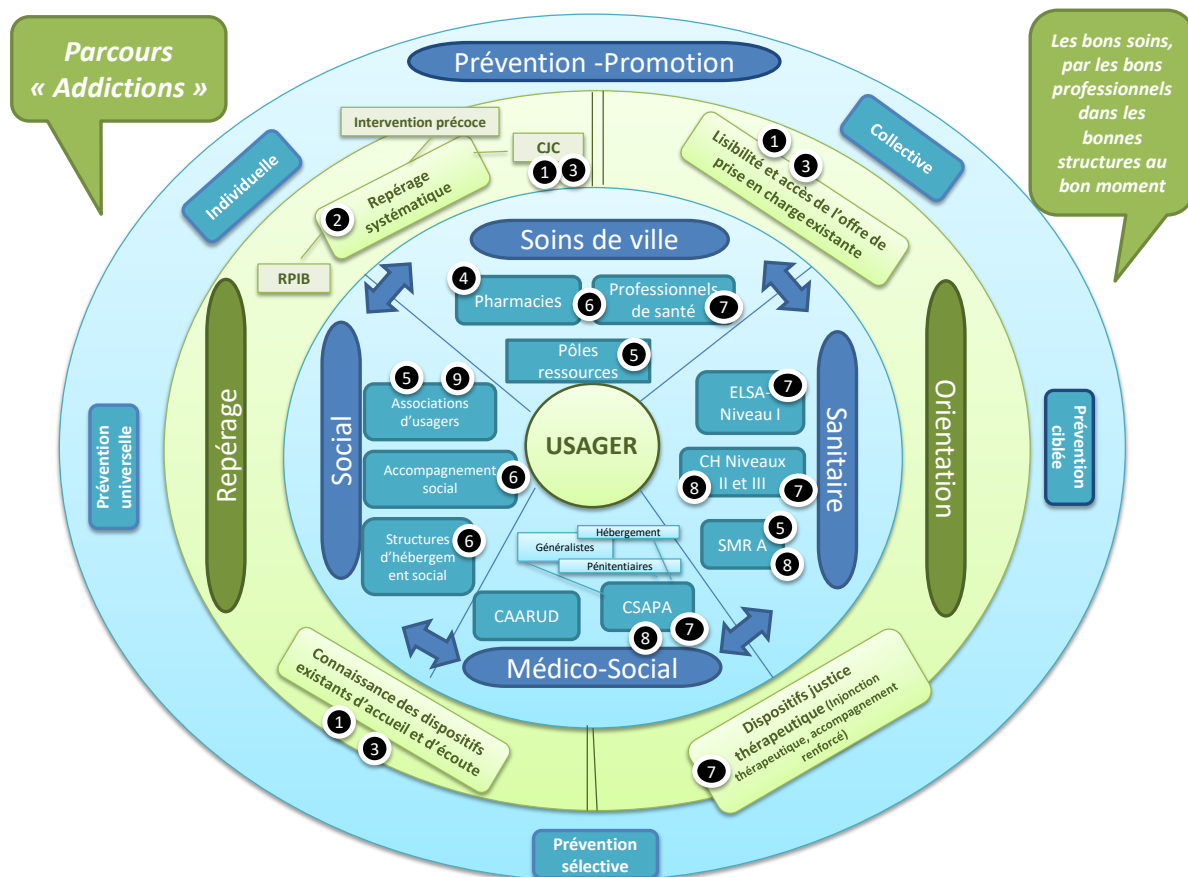 Parcours
« Addictions »
Les bons soins,
par les bons
professionnels
dans les
bonnes
structures au
bon moment
Prévention -Promotion
Individuelle
Collective
Intervention précoce
CJC
1
3
Repérage
systématique
2
RPIB
1
3
Lisibilité et accès de l'offre de
prise en charge existante
Soins de ville
4
Pharmacies
6
Professionnels
de santé
7
Pôles
ressources
5
Repérage
Social
5
9
Associations
d'usagers
Accompagnement
social
6
Structures
d'hébergem
ent social
6
USAGER
ELSA-
Niveau I
7
CH Niveaux
II et III
8
7
SMR A
5
8
Sanitaire
Orientation
Prévention
universelle
Prévention
ciblée
Hébergement
Généralistes
Pénitentiaires
CAARUD
CSAPA
8
7
Médico-Social
Connaissance des dispositifs
existants d'accueil et d'écoute
1
3
Dispositifs justice
thérapeutique (Injonction
thérapeutique, accompagnement
renforcé)
7
Prévention
sélective